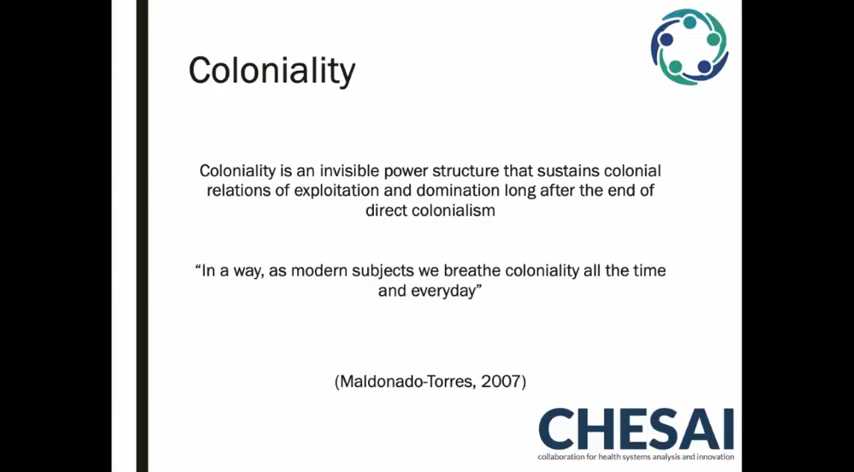 Coloniality
Coloniality is an invisible power structure that sustains colonial
relations of exploitation and domination long after the end of
direct colonialism
“In a way, as modern subjects we breathe coloniality all the time
and everyday”
(Maldonado-Torres, 2007)
CHESAI
collaboration for health systems analysis and innovation